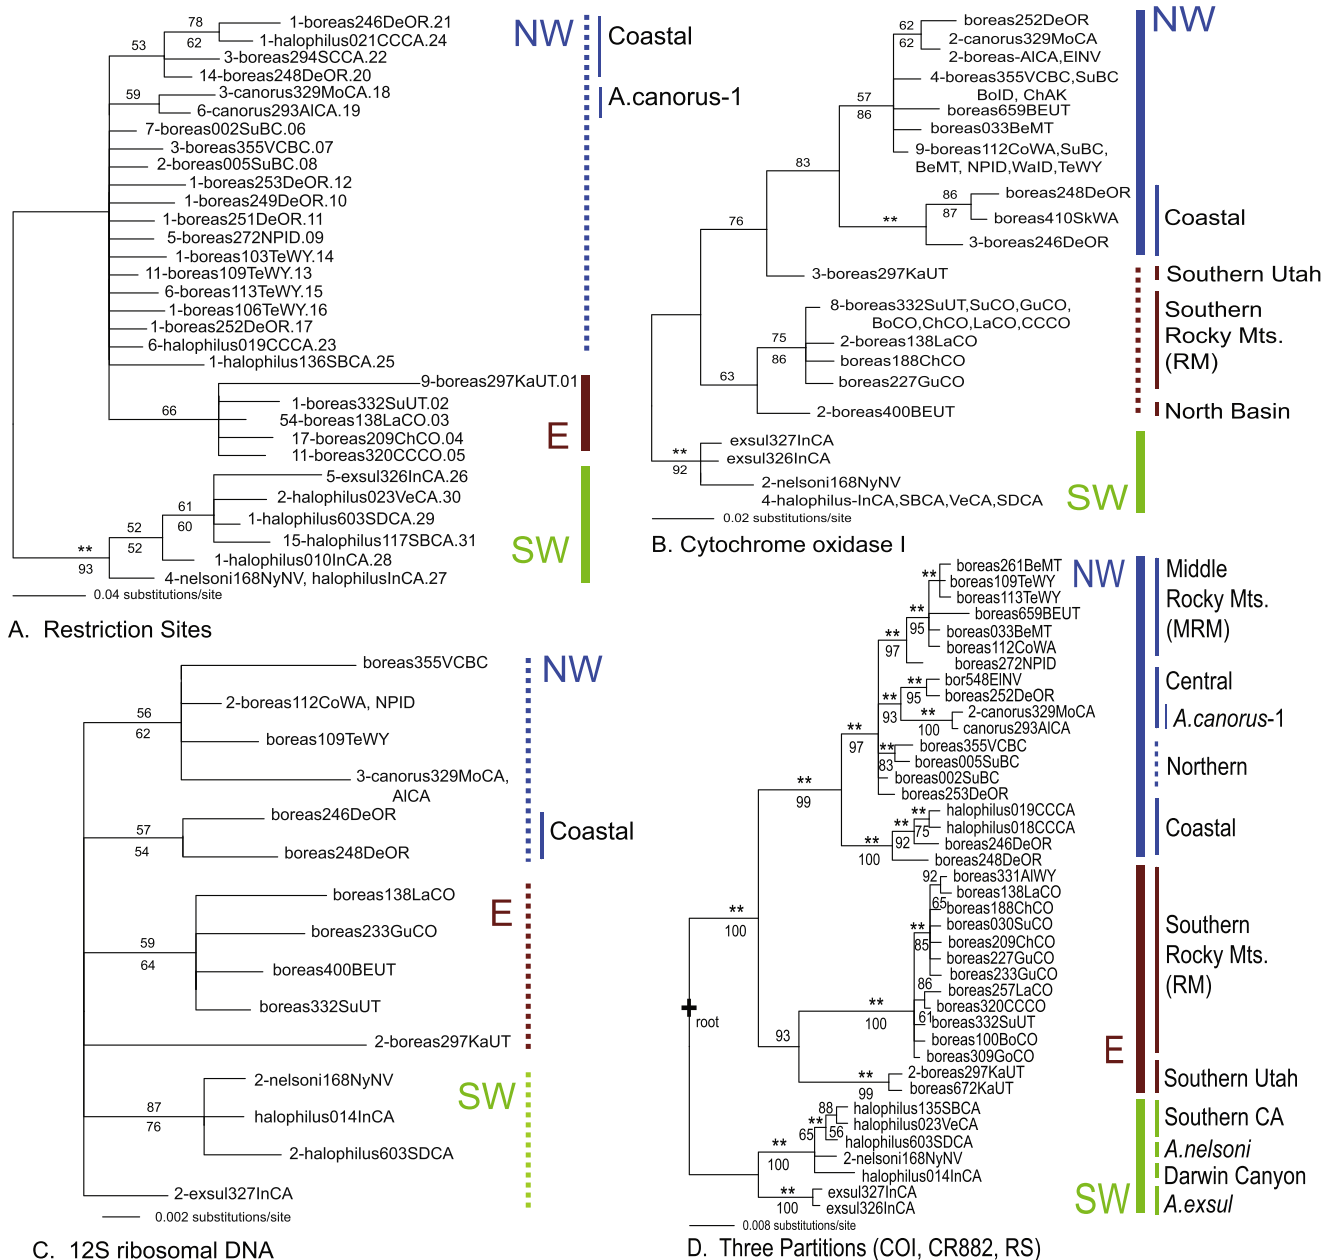 78
1-boreas246DeOR.21
62
1-halophilus021CCCA.24
53
3-boreas294SCCA.22
14-boreas248DeOR.20
59
3-canorus329MoCA.18
6-canorus293AlCA.19
7-boreas002SuBC.06
3-boreas355VCBC.07
2-boreas005SuBC.08
1-boreas253DeOR.12
1-boreas249DeOR.10
1-boreas251DeOR.11
5-boreas272NPID.09
1-boreas103TeWY.14
11-boreas109TeWY.13
6-boreas113TeWY.15
1-boreas106TeWY.16
1-boreas252DeOR.17
6-halophilus019CCCA.23
1-halophilus136SBCA.25
9-boreas297KaUT.01
66
1-boreas332SuUT.02
54-boreas138LaCO.03
17-boreas209ChCO.04
11-boreas320CCCO.05
5-exsul326InCA.26
61
2-halophilus023VeCA.30
52
60
1-halophilus603SDCA.29
**
52
15-halophilus117SBCA.31
93
1-halophilus010InCA.28
4-nelsoni168NyNV, halophilusInCA.27
0.04 substitutions/site
NW
Coastal
A.canorus-1
E
SW
A. Restriction Sites
62
boreas252DeOR
62
2-canorus329MoCA
2-boreas-AlCA,ElNV
57
4-boreas355VCBC,SuBC
BoID, ChAK
86
boreas659BEUT
boreas033BeMT
9-boreas112CoWA,SuBC,
BeMT, NPID,WaID,TeWY
83
86
boreas248DeOR
87
boreas410SkWA
**
3-boreas246DeOR
76
3-boreas297KaUT
8-boreas332SuUT,SuCO,GuCO,
BoCO,ChCO,LaCO,CCCO
75
2-boreas138LaCO
86
boreas188ChCO
63
boreas227GuCO
2-boreas400BEUT
**
exsul327InCA
92
exsul326InCA
2-nelsoni168NyNV
4-halophilus-InCA,SBCA,VeCA,SDCA
0.02 substitutions/site
NW
Coastal
Southern Utah
Southern
Rocky Mts.
(RM)
North Basin
SW
B. Cytochrome oxidase I
boreas355VCBC
56
2-boreas112CoWA, NPID
62
boreas109TeWY
3-canorus329MoCA,
AlCA
57
boreas246DeOR
54
boreas248DeOR
boreas138LaCO
59
boreas233GuCO
64
boreas400BEUT
boreas332SuUT
2-boreas297KaUT
87
2-nelsoni168NyNV
76
halophilus014InCA
2-halophilus603SDCA
2-exsul327InCA
0.002 substitutions/site
NW
Coastal
E
SW
C. 12S ribosomal DNA
boreas261BeMT
**
boreas109TeWY
boreas113TeWY
**
boreas659BEUT
95
boreas033BeMT
**
boreas112CoWA
97
boreas272NPID
**
bor548ElNV
**
95
boreas252DeOR
93
**
2-canorus329MoCA
100
canorus293AlCA
**
97
**
boreas355VCBC
83
boreas005SuBC
boreas002SuBC
boreas253DeOR
**
99
**
halophilus019CCCA
**
75
halophilus018CCCA
**
92
boreas246DeOR
100
boreas248DeOR
92
boreas331AlWY
boreas138LaCO
65
boreas188ChCO
boreas030SuCO
**
85
boreas209ChCO
boreas227GuCO
boreas233GuCO
86
boreas257LaCO
**
boreas320CCCO
100
61
boreas332SuUT
boreas100BoCO
boreas309GoCO
**
100
93
**
2-boreas297KaUT
99
boreas672KaUT
root
88
halophilus135SBCA
**
halophilus023VeCA
65
56
halophilus603SDCA
**
2-nelsoni168NyNV
100
halophilus014InCA
**
exsul327InCA
100
exsul326InCA
0.008 substitutions/site
NW
Middle
Rocky Mts.
(MRM)
Central
A.canorus-1
Northern
Coastal
Southern
Rocky Mts.
(RM)
E
Southern Utah
Southern CA
A.nelsoni
Darwin Canyon
SW
A.exsul
D. Three Partitions (COI, CR882, RS)